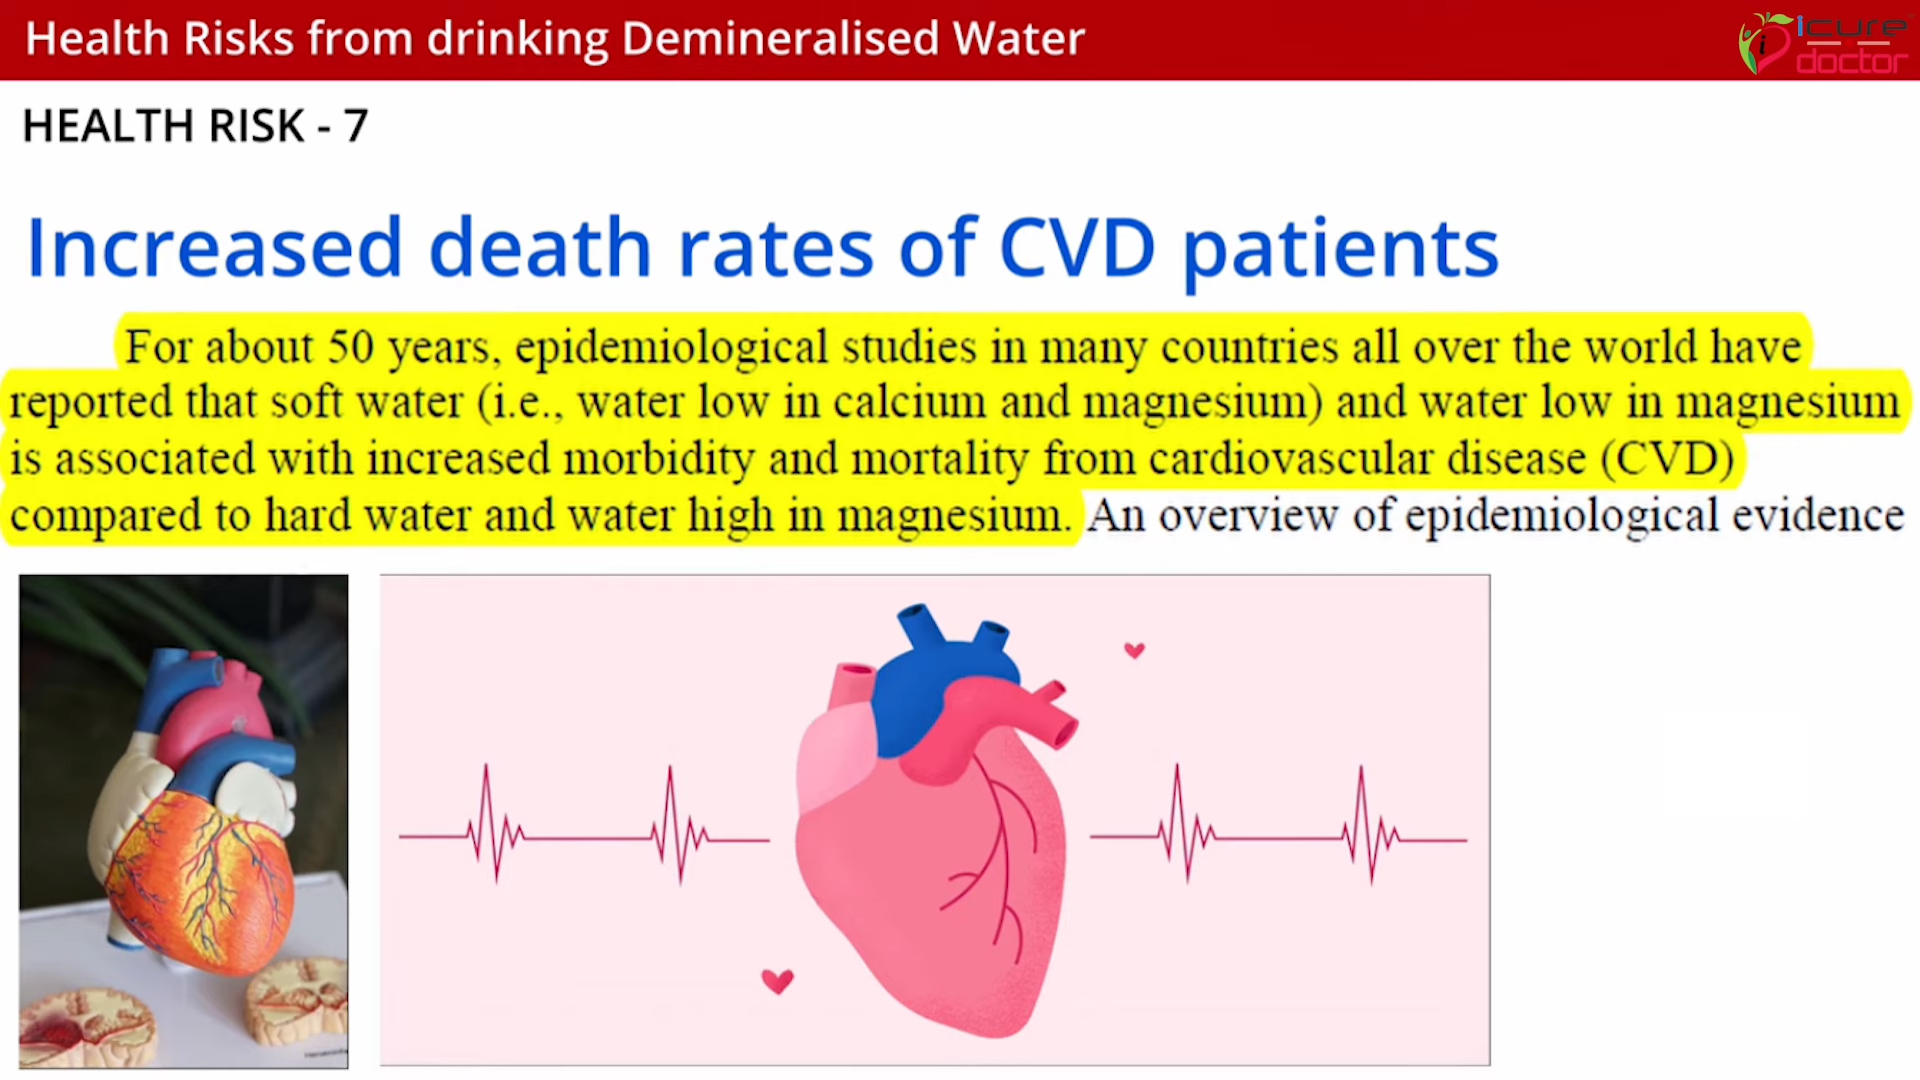 Health Risks from drinking Demineralised Water
icure
doctor
HEALTH RISK - 7
Increased death rates of CVD patients
For about 50 years, epidemiological studies in many countries all over the world have
reported that soft water (i.e., water low in calcium and magnesium) and water low in magnesium
is associated with increased morbidity and mortality from cardiovascular disease (CVD)
compared to hard water and water high in magnesium. An overview of epidemiological evidence